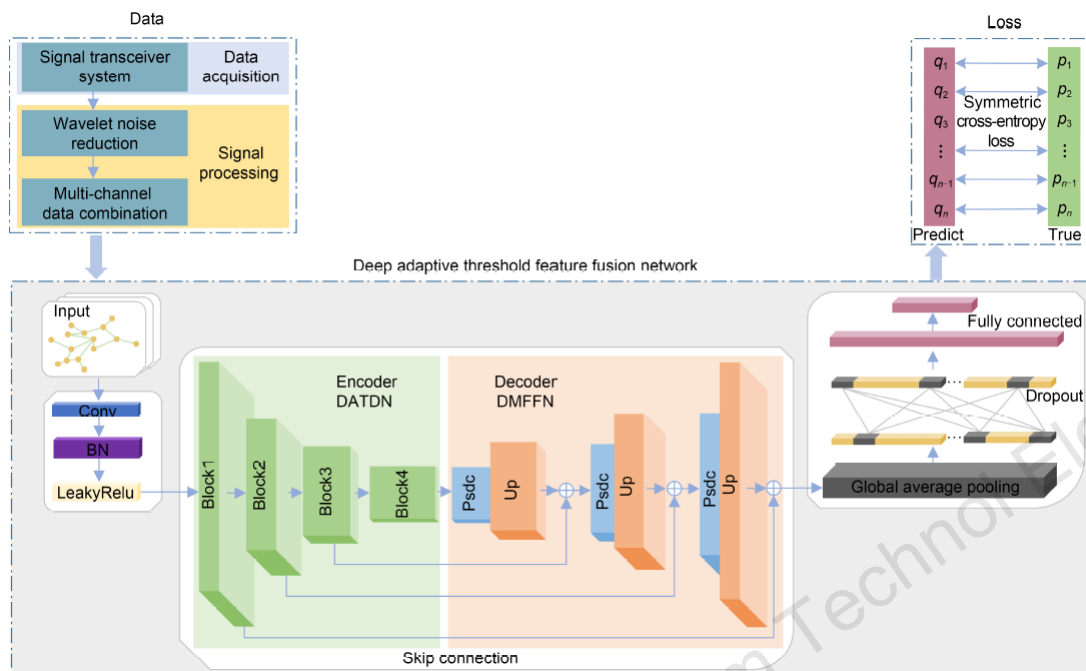 Data
Signal transceiver
system
Data
acquisition
Wavelet noise
reduction
Signal
processing
Multi-channel
data combination
Loss
q1
p1
q2
p2
Symmetric
cross-entropy
loss
q3
p3
⋮
⋮
qn−1
pn−1
qn
pn
Predict
True
Deep adaptive threshold feature fusion network
Input
Conv
BN
LeakyRelu
Encoder
DATDN
Block1
Block2
Block3
Block4
Decoder
DMFFN
Psdc
Up
Psdc
Up
Psdc
Up
Skip connection
Fully connected
Dropout
Global average pooling